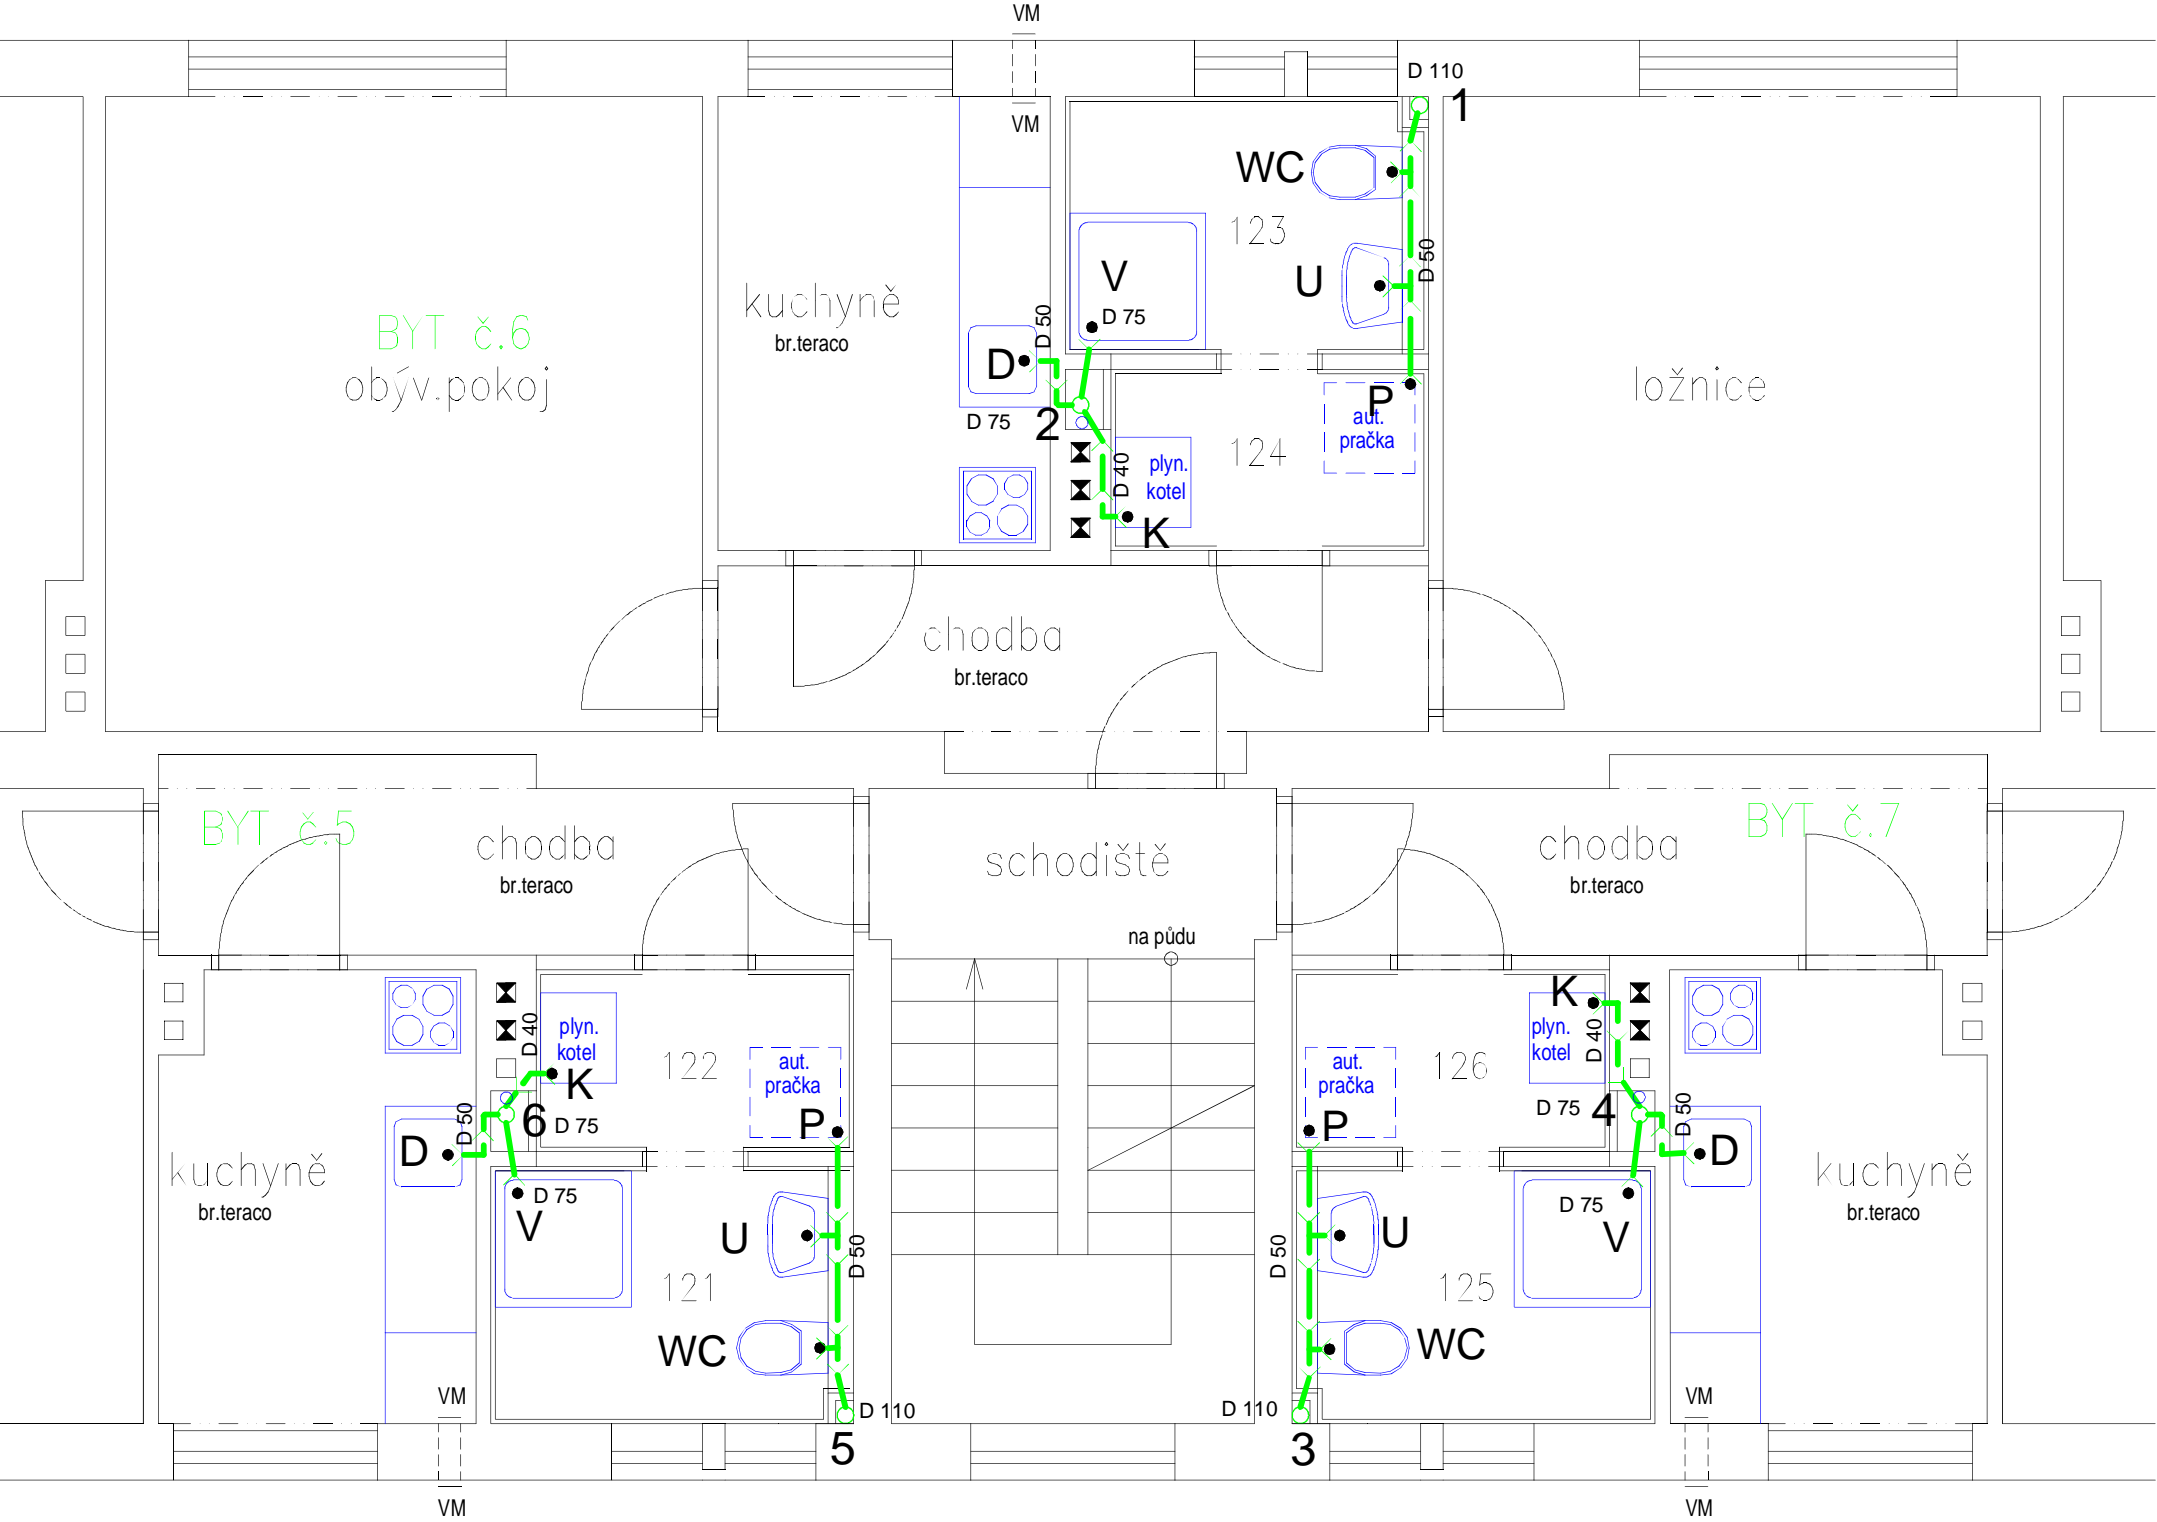 VM
D 110
1
VM
WC
123
D 50
V
U
kuchyně
br.teraco
D 50
D 75
BYT č.6
obýv.pokoj
D
ložnice
P
D 75
2
aut.
pračka
124
D 40
plyn.
kotel
K
chodba
br.teraco
BYT č.5
chodba
br.teraco
schodiště
BYT č.7
chodba
br.teraco
na půdu
D 40
plyn.
kotel
K
122
aut.
pračka
P
6
D 75
D 50
D
kuchyně
br.teraco
D 75
V
U
D 50
121
WC
D 110
5
VM
VM
K
D 40
plyn.
kotel
126
aut.
pračka
P
D 75
4
D 50
D
kuchyně
br.teraco
D 75
V
U
D 50
125
WC
D 110
3
VM
VM